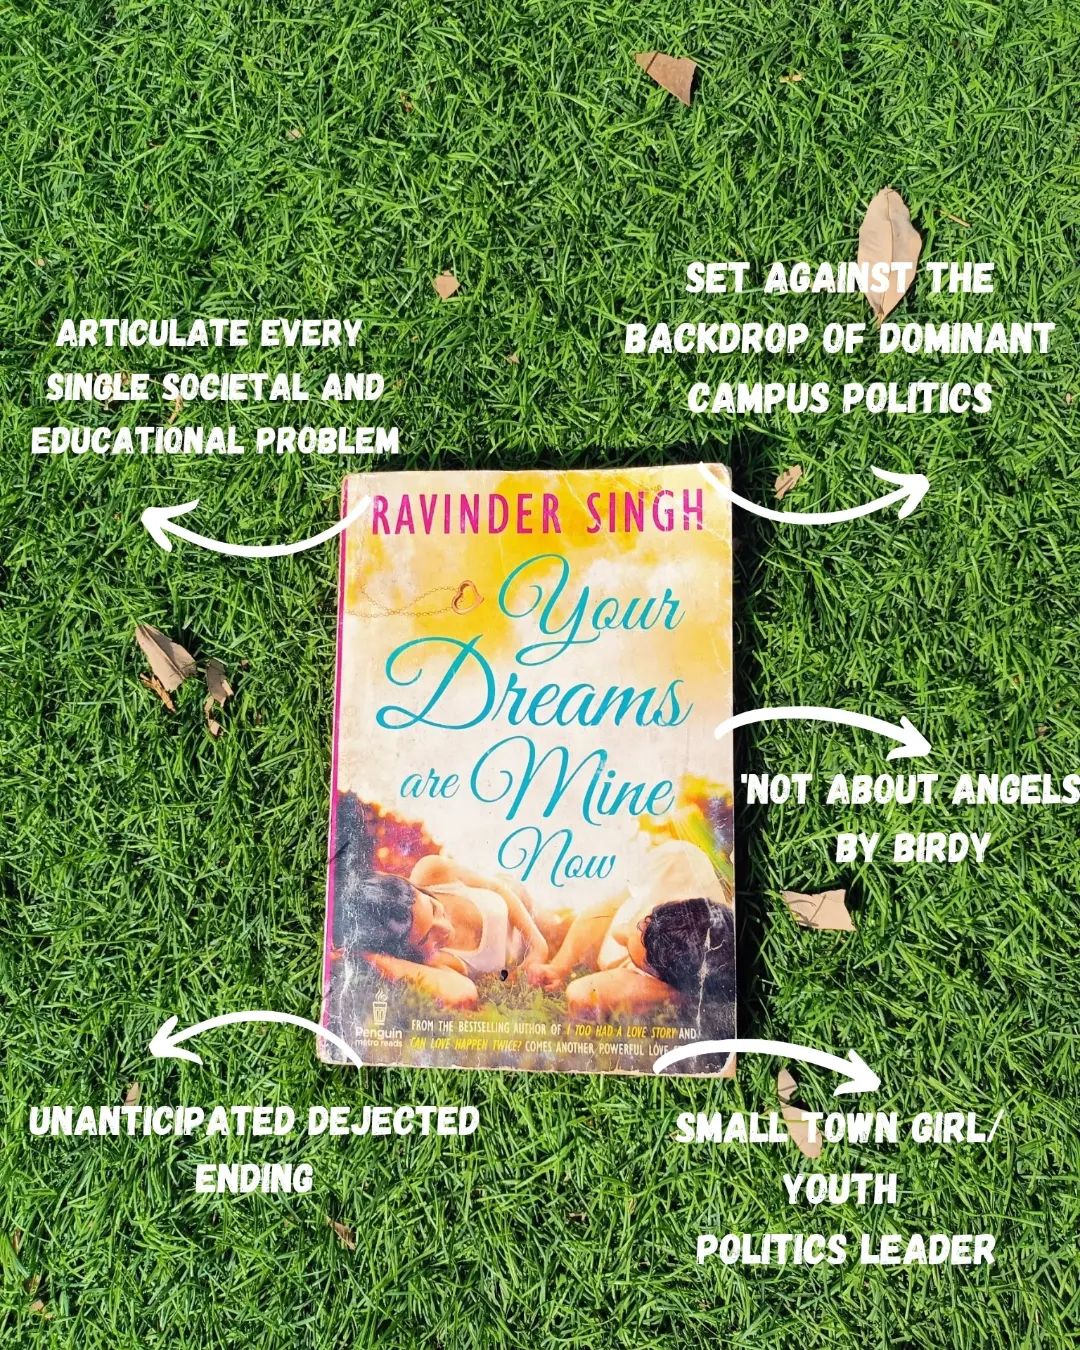 SET AGAINST THE
BACKDROP OF DOMINANT
CAMPUS POLITICS
ARTICULATE EVERY
SINGLE SOCIETAL AND
EDUCATIONAL PROBLEM
RAVINDER SINGH
Your
Dreams
are Mine
Now
'NOT ABOUT ANGELS
BY BIRDY
Penguin
metro reads
FROM THE BESTSELLING AUTHOR OF I TOO HAD A LOVE STORY AND
CAN LOVE HAPPEN TWICE? COMES ANOTHER POWERFUL LOVE
UNANTICIPATED DEJECTED
ENDING
SMALL TOWN GIRL/
YOUTH
POLITICS LEADER